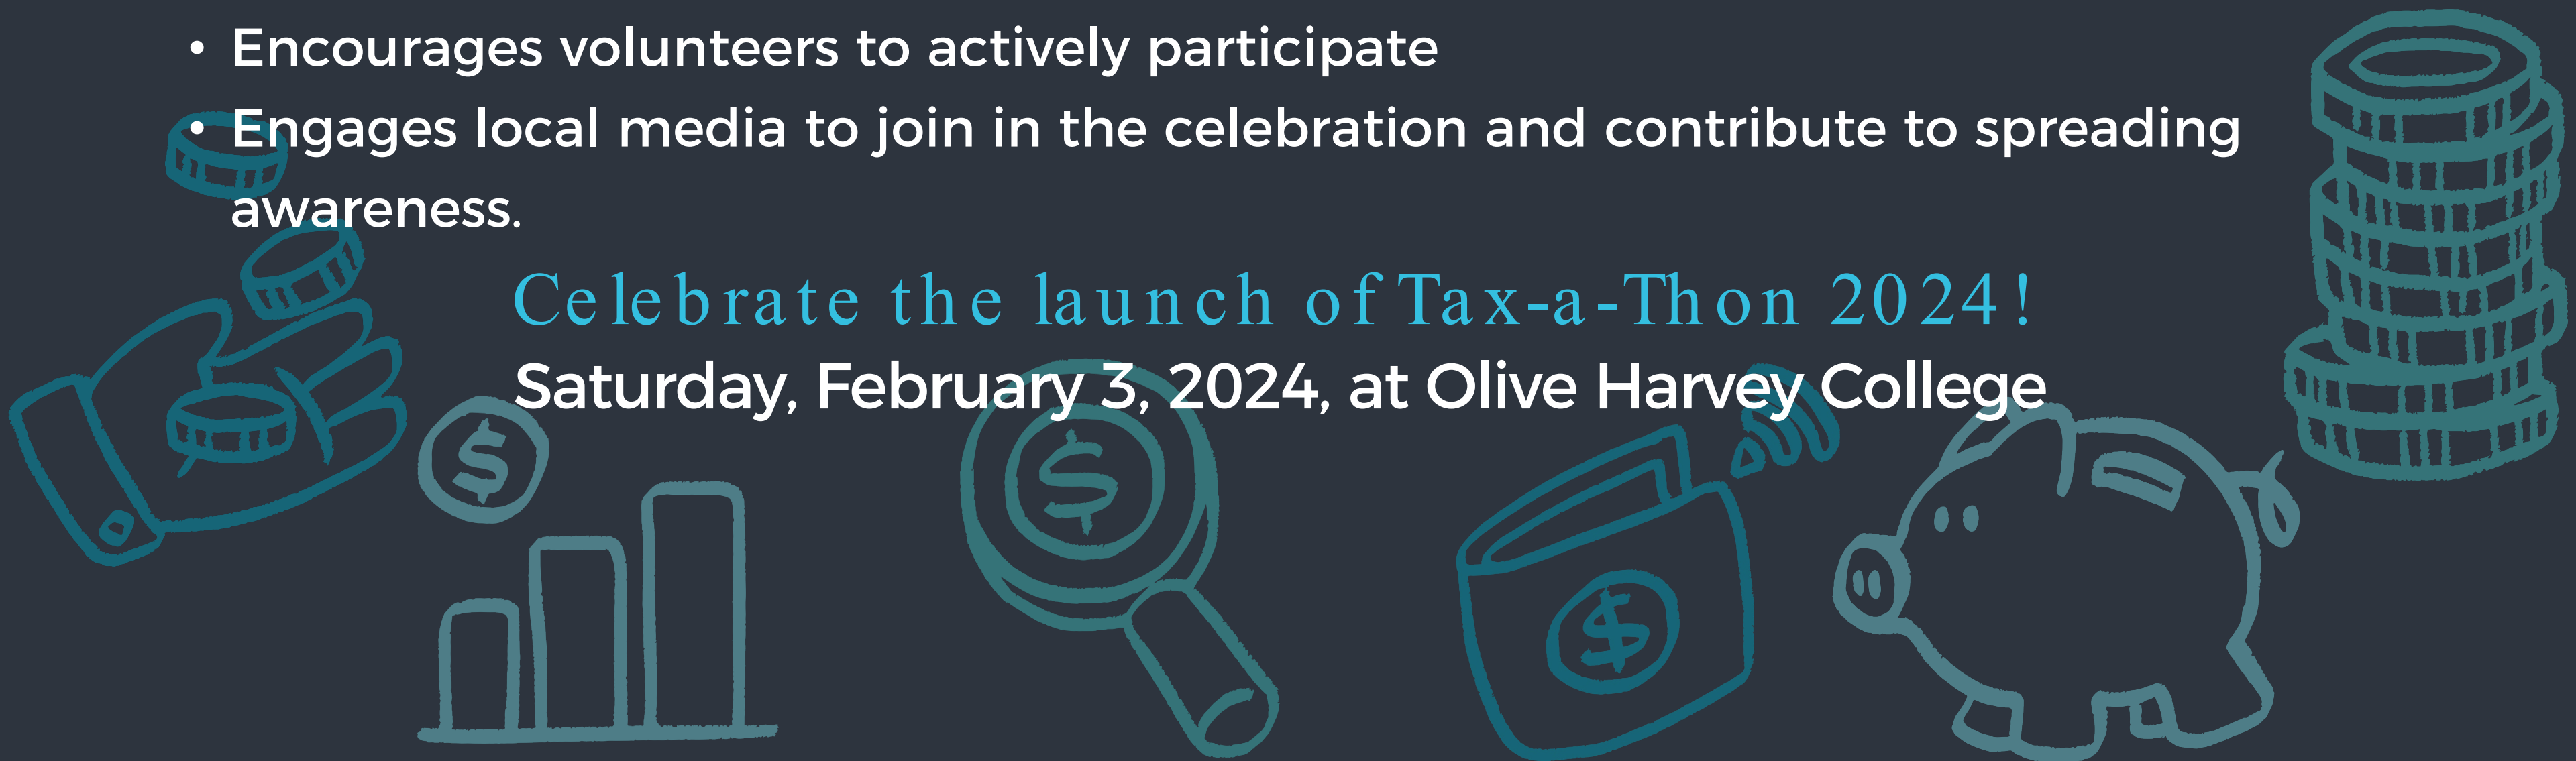 • Encourages volunteers to actively participate
• Engages local media to join in the celebration and contribute to spreading
awareness.
Celebrate the launch of Tax-a-Thon 2024!
Saturday, February 3, 2024, at Olive Harvey College
$
$
$